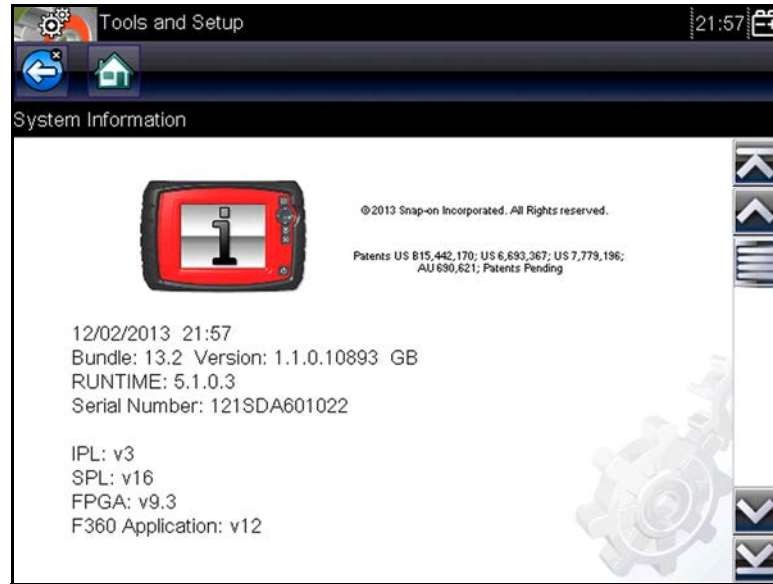 Tools and Setup
21:57
System Information
©2013 Snap-on Incorporated. All Rights reserved.
Patents US B15,442,170; US 6,693,367; US 7,779,196;
AU 690,621; Patents Pending
12/02/2013 21:57
Bundle: 13.2 Version: 1.1.0.10893 GB
RUNTIME: 5.1.0.3
Serial Number: 121SDA601022
IPL: v3
SPL: v16
FPGA: v9.3
F360 Application: v12